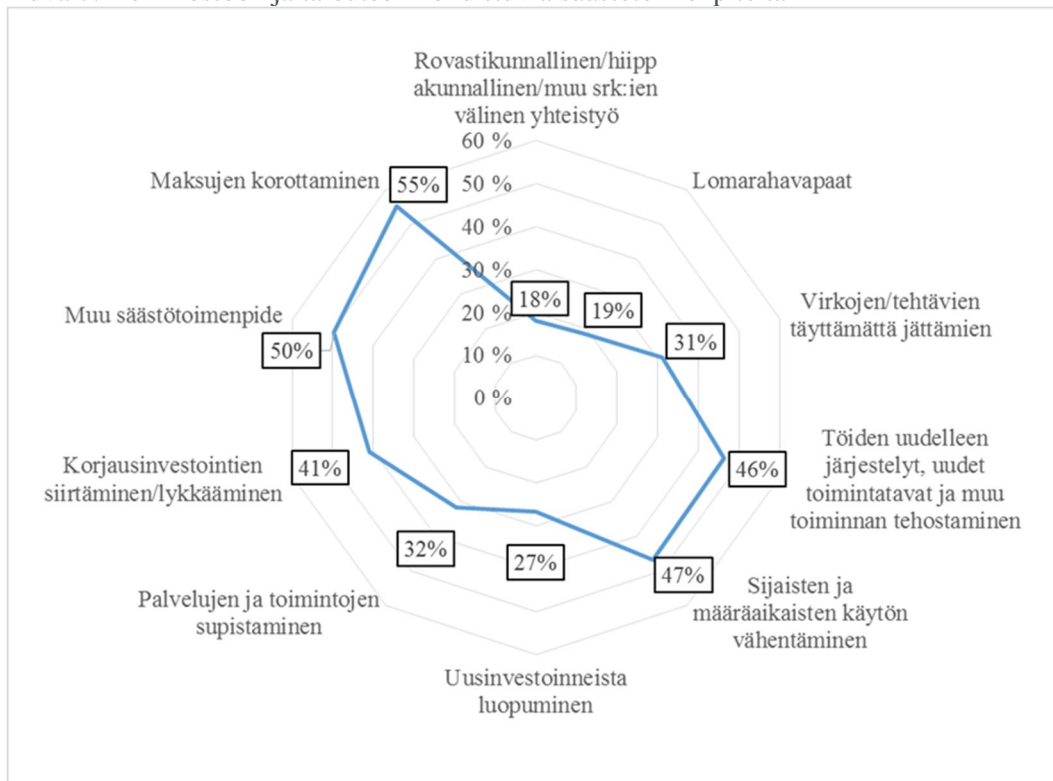 Rovastikunnallinen/hiipp
akunnallinen/muu srk:ien
välinen yhteistyö
60 %
50 %
40 %
30 %
20 %
10 %
0 %
Lomarahavapaat
Virkojen/tehtävien
täyttämättä jättämien
Töiden uudelleen
järjestelyt, uudet
toimintatavat ja muu
toiminnan tehostaminen
Sijaisten ja
määräaikaisten käytön
vähentäminen
Uusinvestoinneista
luopuminen
Palvelujen ja toimintojen
supistaminen
Korjausinvestointien
siirtäminen/lykkääminen
Muu säästötoimenpide
Maksujen korottaminen
18%
19%
31%
46%
47%
27%
32%
41%
50%
55%